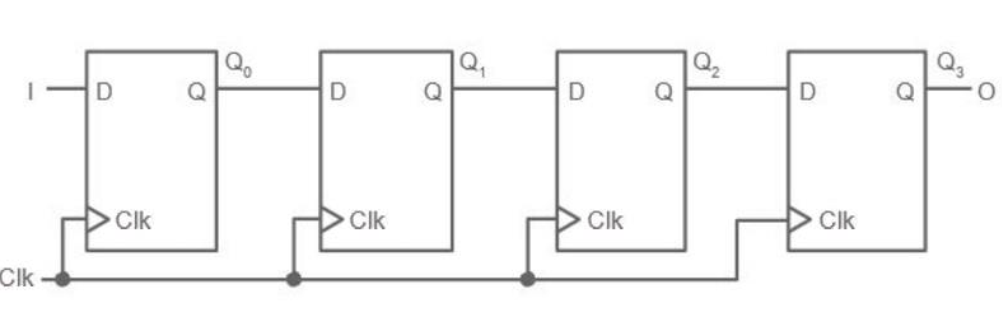 Q₀ Q₁ Q₂ Q₃
I D Q D Q D Q D Q O
Clk Clk Clk Clk
Clk